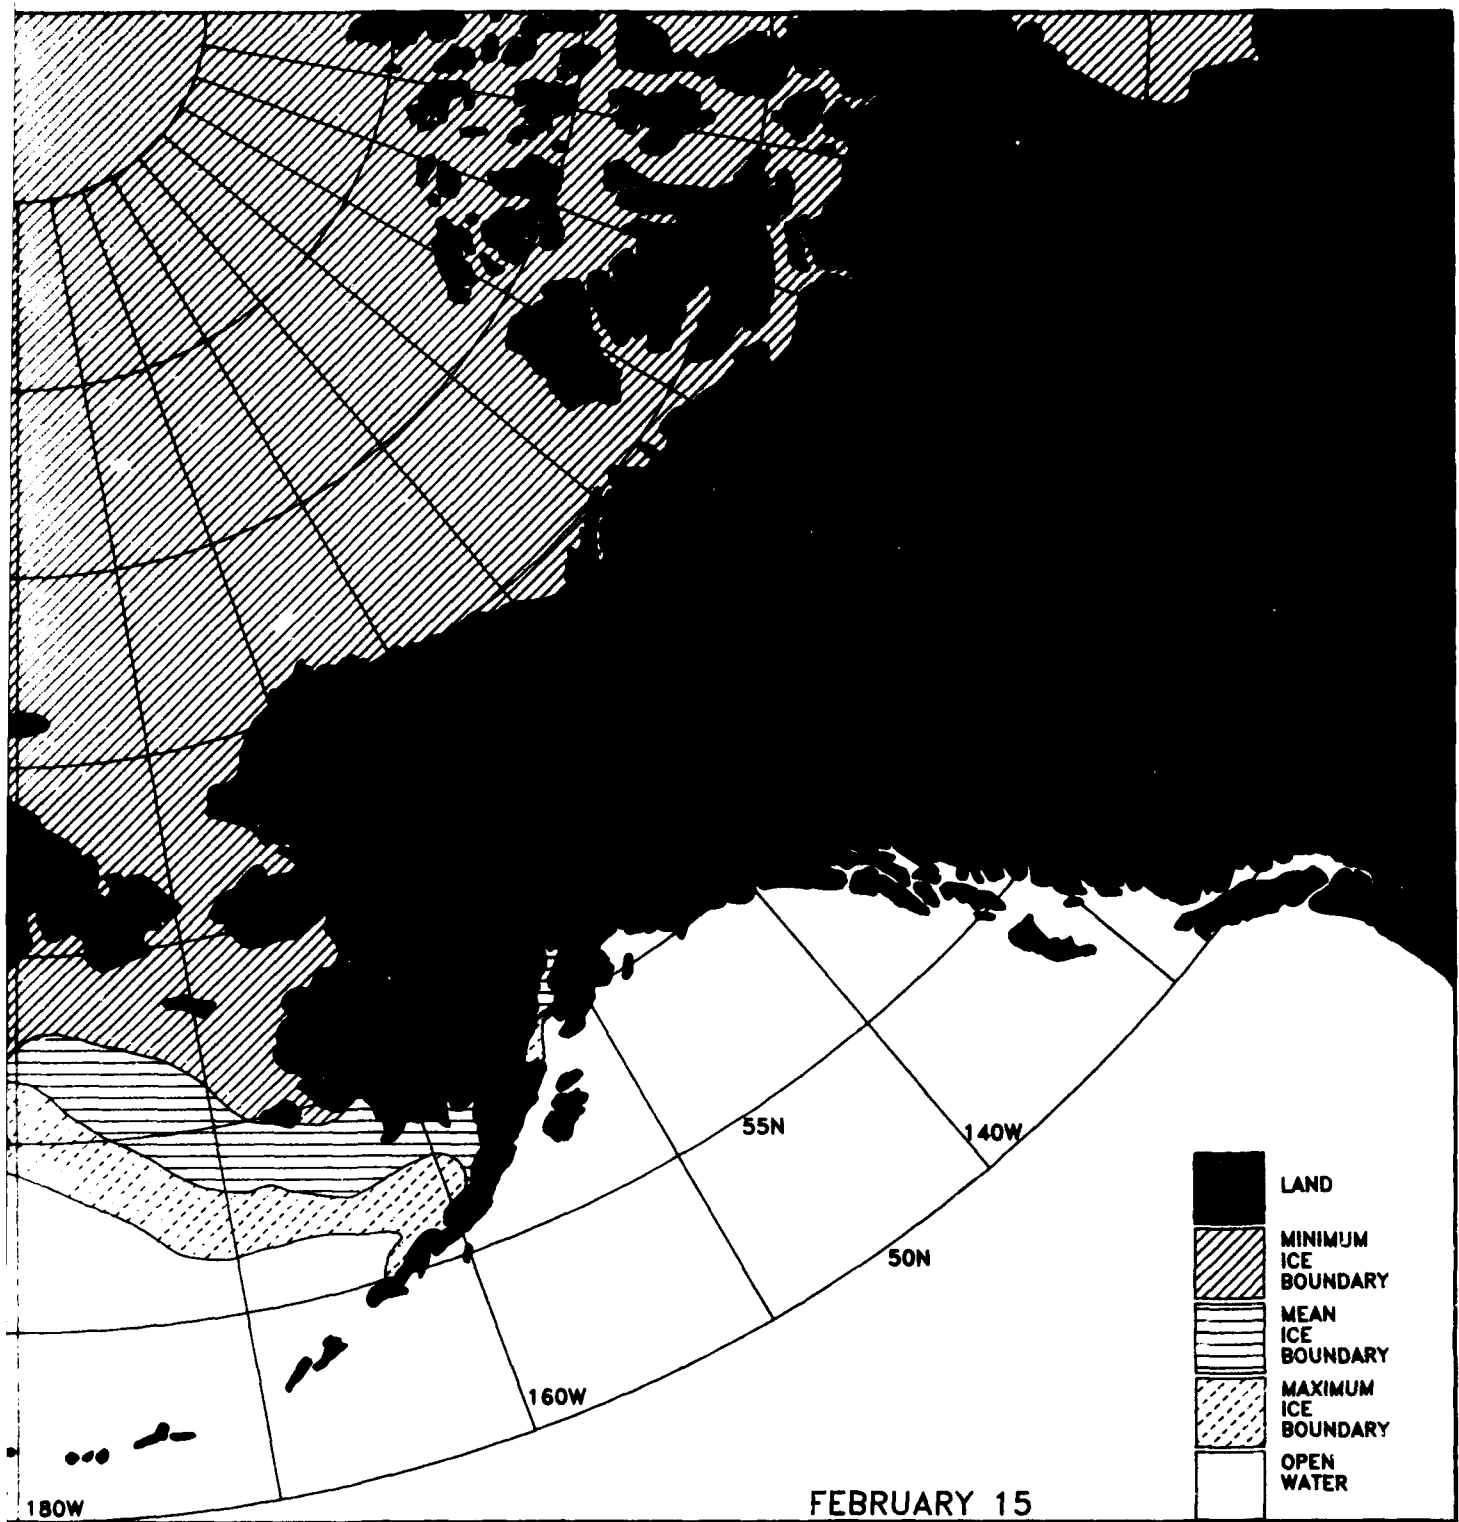 55N
140W
LAND
MINIMUM
ICE
BOUNDARY
50N
MEAN
ICE
BOUNDARY
160W
MAXIMUM
ICE
BOUNDARY
OPEN
WATER
180W
FEBRUARY 15